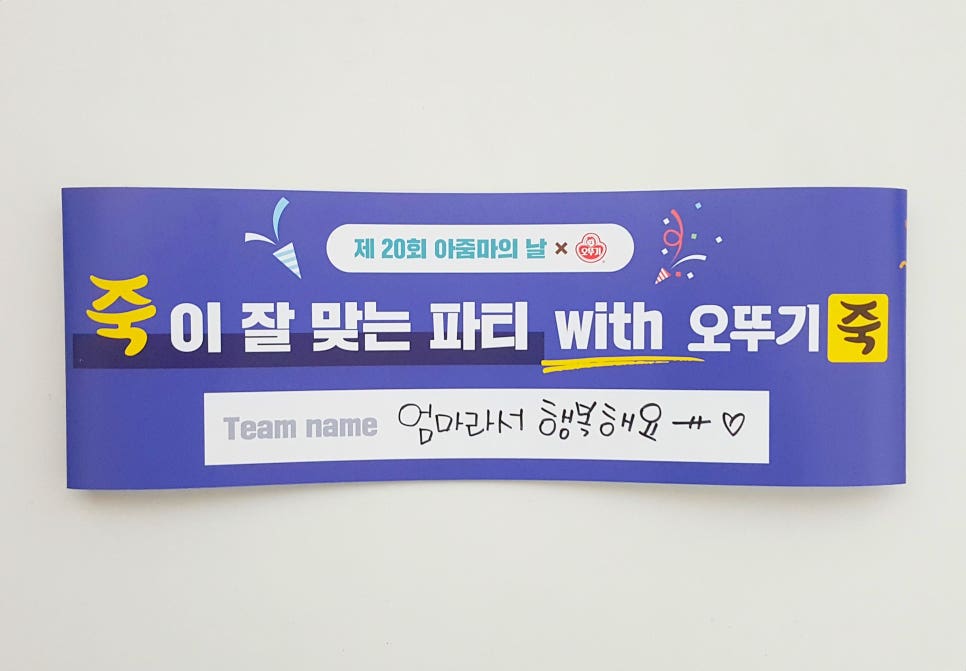 제 20회 아줌마의 날 × 오뚜기
죽이 잘 맞는 파티 with 오뚜기 죽
Team name 엄마라서 행복해요 #♡